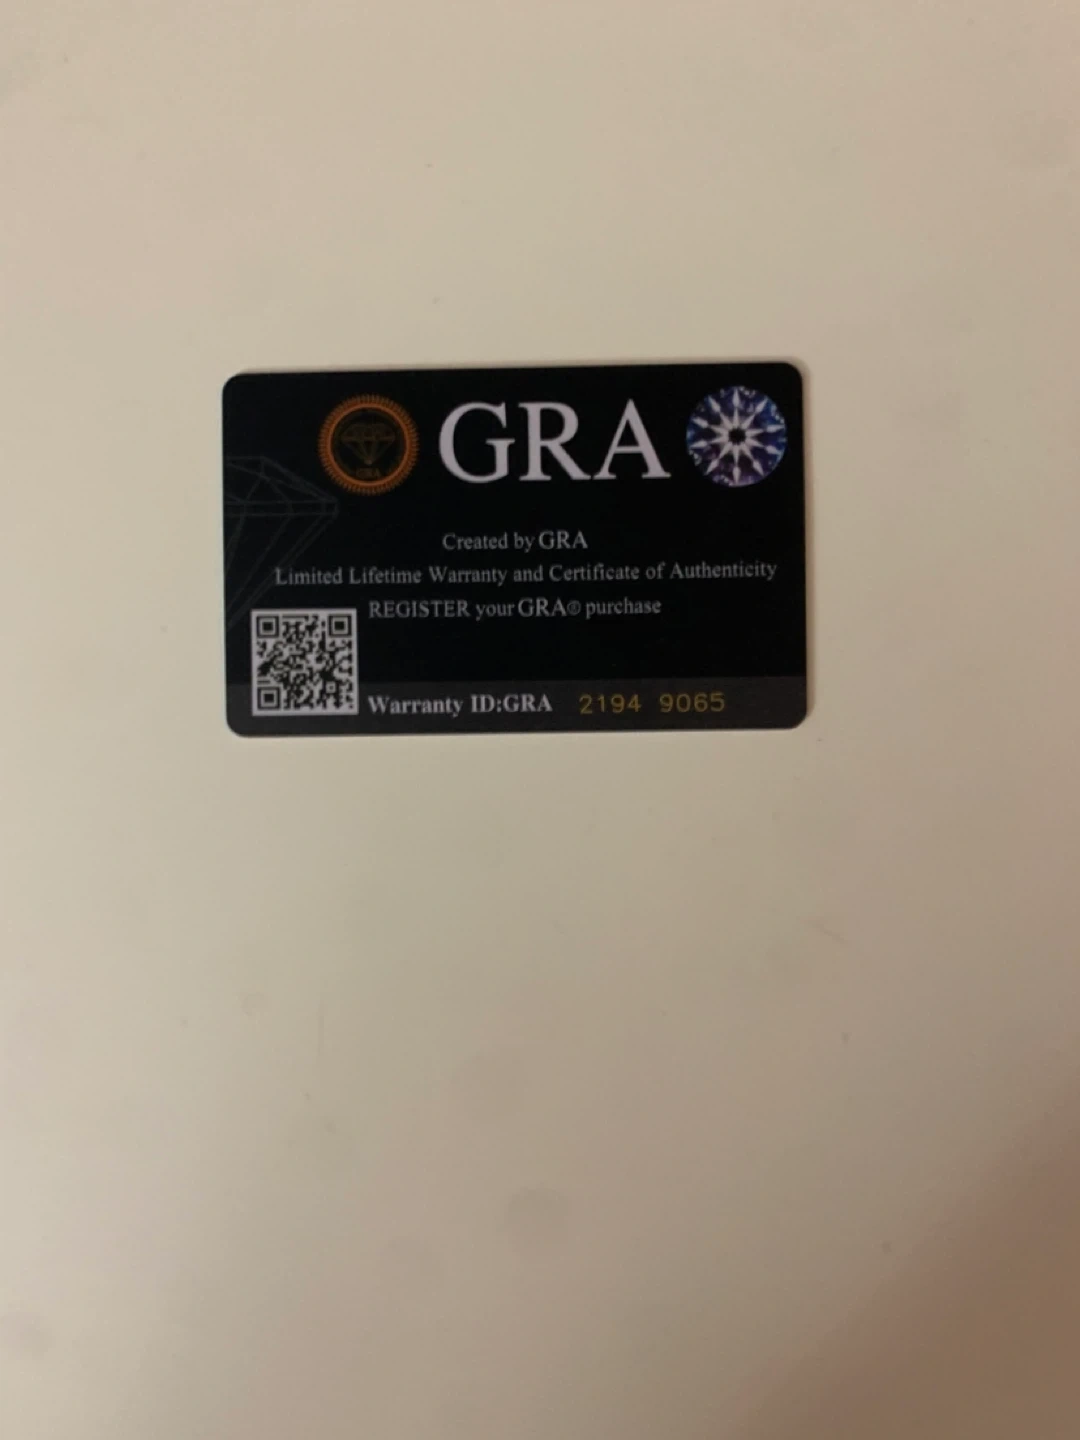 GRA
GRA
Created by GRA
Limited Lifetime Warranty and Certificate of Authenticity
REGISTER your GRA® purchase
Warranty ID:GRA 2194 9065